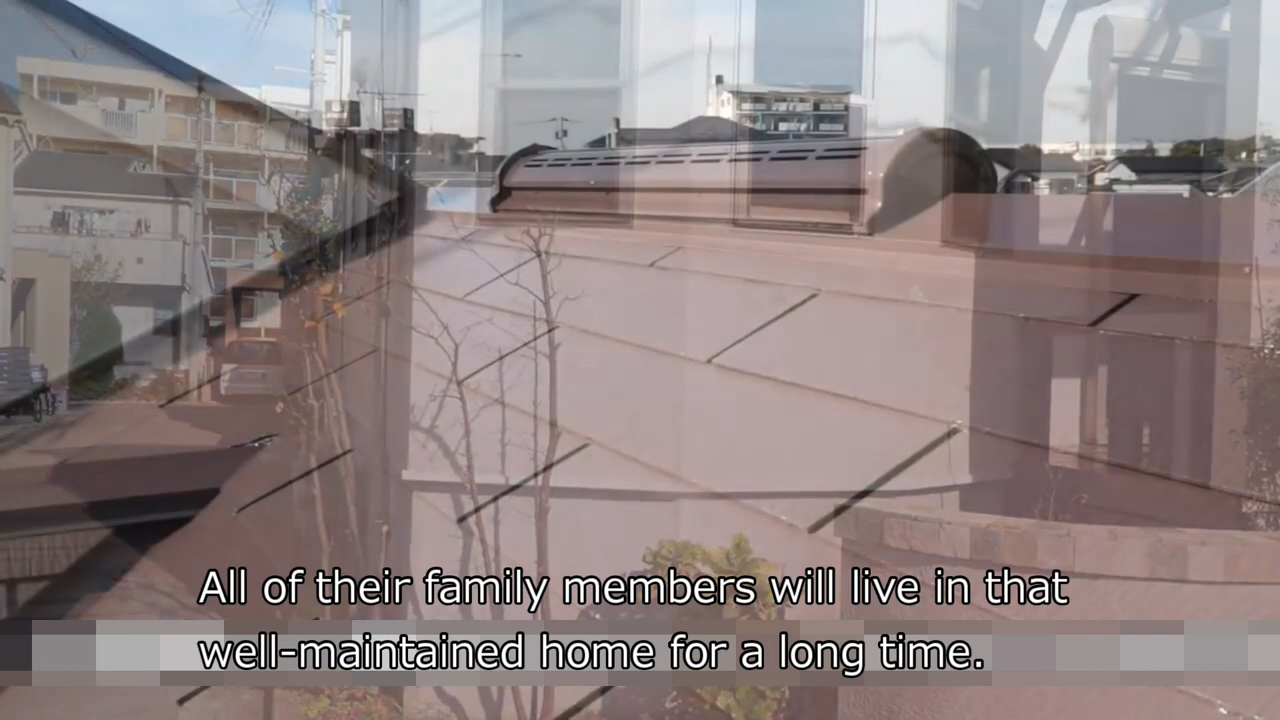 All of their family members will live in that
well-maintained home for a long time.